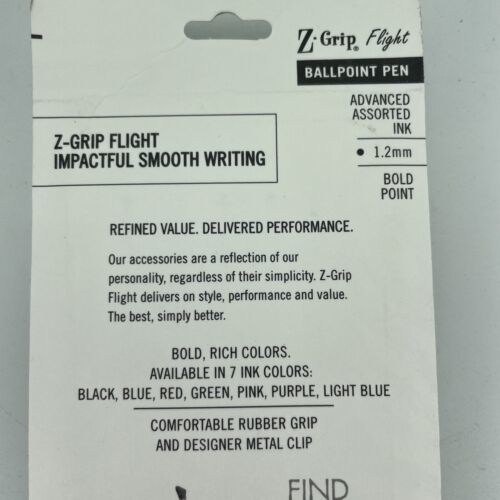 Z-Grip® Flight
BALLPOINT PEN
ADVANCED
ASSORTED
INK
• 1.2mm
BOLD
POINT
Z-GRIP FLIGHT
IMPACTFUL SMOOTH WRITING
REFINED VALUE. DELIVERED PERFORMANCE.
Our accessories are a reflection of our
personality, regardless of their simplicity. Z-Grip
Flight delivers on style, performance and value.
The best, simply better.
BOLD, RICH COLORS.
AVAILABLE IN 7 INK COLORS:
BLACK, BLUE, RED, GREEN, PINK, PURPLE, LIGHT BLUE
COMFORTABLE RUBBER GRIP
AND DESIGNER METAL CLIP
FIND